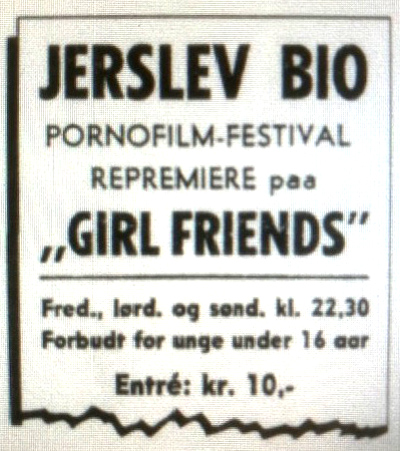 JERSLEV BIO
PORNOFILM-FESTIVAL
REPREMIERE paa
„GIRL FRIENDS”
Fred., lørd. og sønd. kl. 22,30
Forbudt for unge under 16 aar
Entré: kr. 10,-